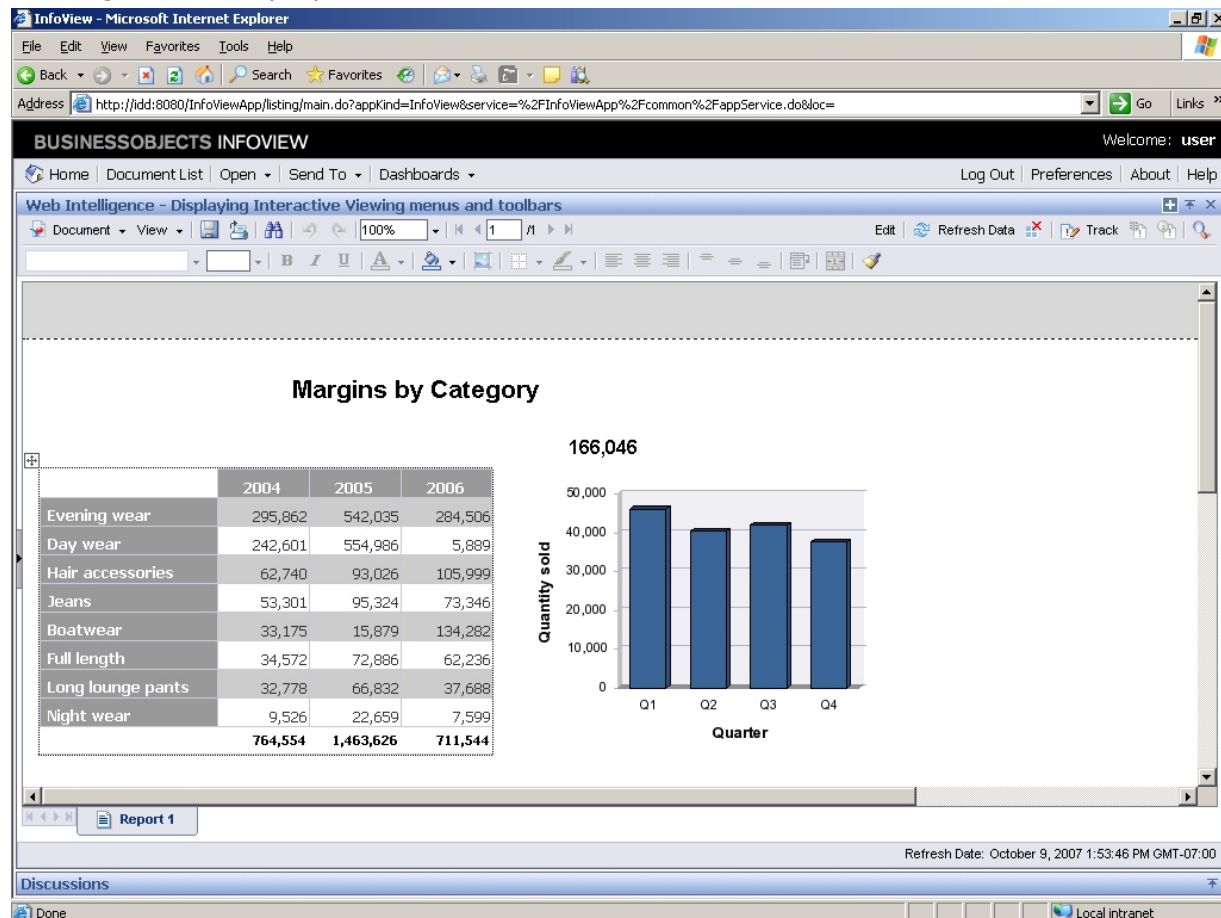 InfoView - Microsoft Internet Explorer
File Edit View Favorites Tools Help
Back Search Favorites
Address http://idd:8080/InfoViewApp/listing/main.do?appKind=InfoView&service=%2FInfoViewApp%2Fcommon%2FappService.do&loc= Go Links »
BUSINESSOBJECTS INFOVIEW Welcome: user
Home Document List Open Send To Dashboards Log Out Preferences About Help
Web Intelligence - Displaying Interactive Viewing menus and toolbars
Document View 100% 1 /1 Edit Refresh Data Track
B I U A
Margins by Category
166,046
2004 2005 2006
Evening wear 295,862 542,035 284,506
Day wear 242,601 554,986 5,889
Hair accessories 62,740 93,026 105,999
Jeans 53,301 95,324 73,346
Boatwear 33,175 15,879 134,282
Full length 34,572 72,886 62,236
Long lounge pants 32,778 66,832 37,688
Night wear 9,526 22,659 7,599
764,554 1,463,626 711,544
50,000
40,000
30,000
20,000
10,000
0
Quantity sold
Q1 Q2 Q3 Q4
Quarter
Report 1
Refresh Date: October 9, 2007 1:53:46 PM GMT-07:00
Discussions
Done Local intranet